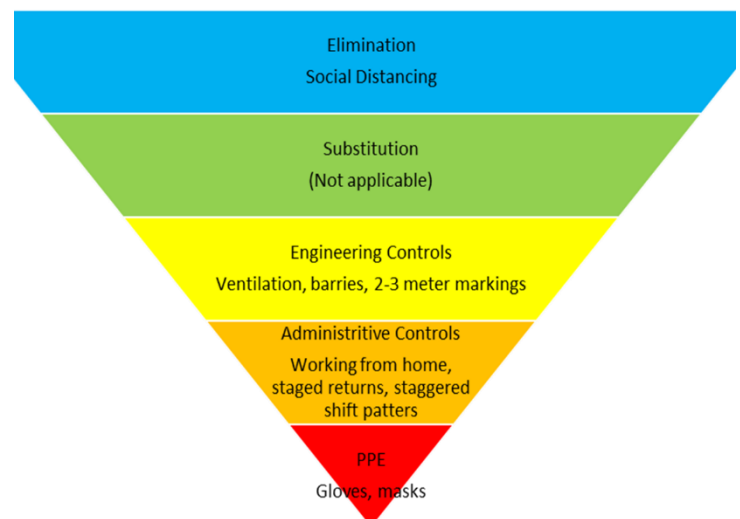 Elimination
Social Distancing
Substitution
(Not applicable)
Engineering Controls
Ventilation, barries, 2-3 meter markings
Administritive Controls
Working from home,
staged returns, staggered
shift patters
PPE
Gloves, masks